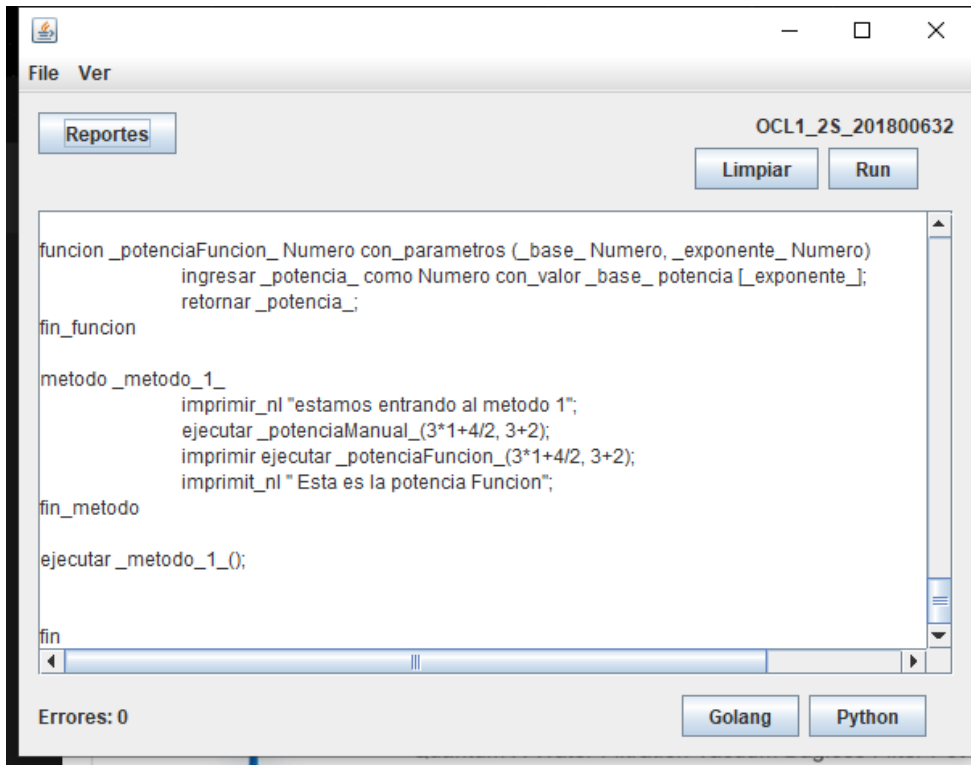 File Ver
Reportes
OCL1_2S_201800632
Limpiar Run
funcion _potenciaFuncion_ Numero con_parametros (_base_ Numero, _exponente_ Numero)
ingresar _potencia_ como Numero con_valor _base_ potencia [_exponente_];
retornar _potencia_;
fin_funcion
metodo _metodo_1_
imprimir_nl "estamos entrando al metodo 1";
ejecutar _potenciaManual_(3*1+4/2, 3+2);
imprimir ejecutar _potenciaFuncion_(3*1+4/2, 3+2);
imprimit_nl " Esta es la potencia Funcion";
fin_metodo
ejecutar _metodo_1_();
fin
Errores: 0
Golang Python